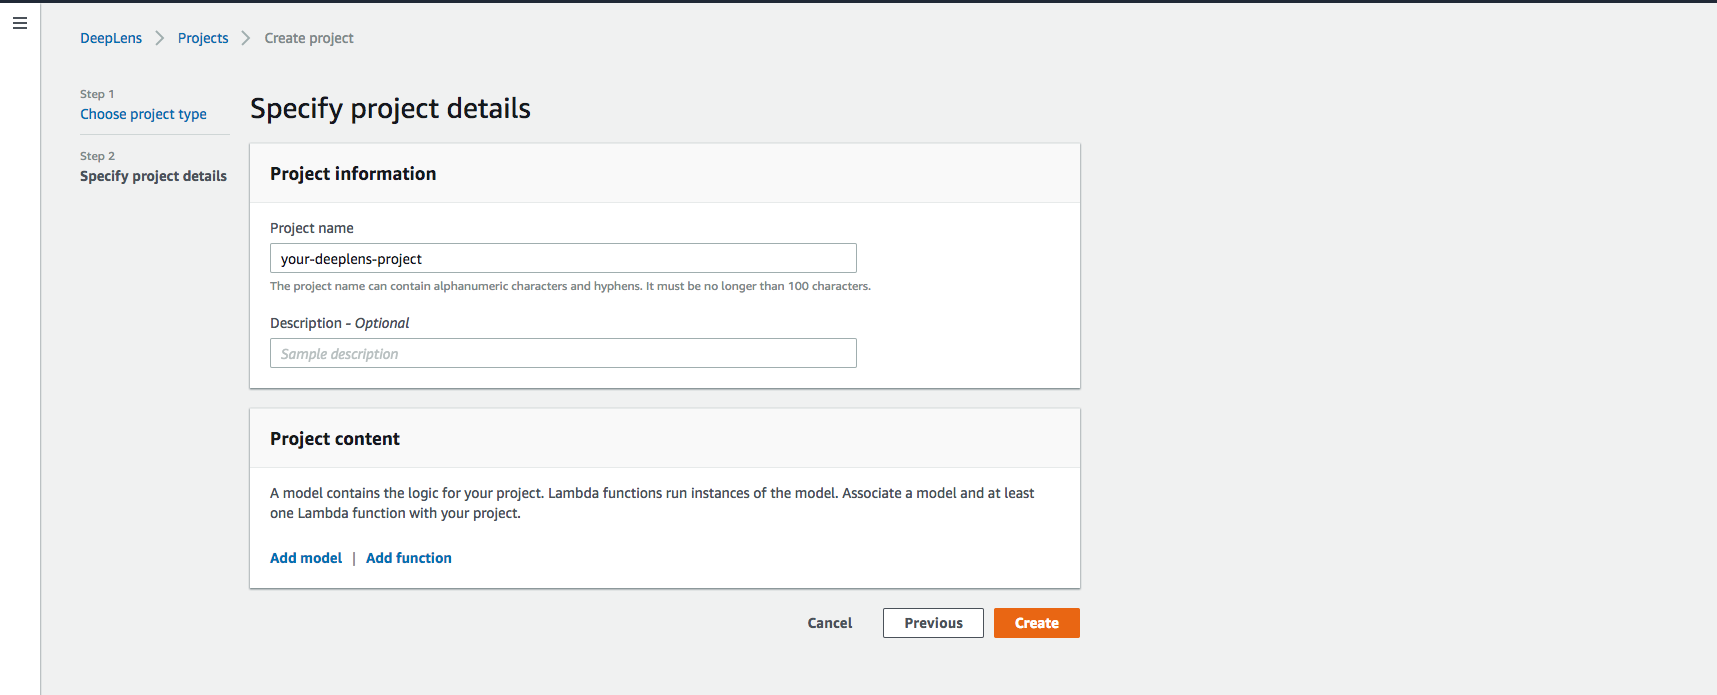 DeepLens > Projects > Create project
Step 1
Choose project type
Step 2
Specify project details
Specify project details
Project information
Project name
your-deeplens-project
The project name can contain alphanumeric characters and hyphens. It must be no longer than 100 characters.
Description - Optional
Sample description
Project content
A model contains the logic for your project. Lambda functions run instances of the model. Associate a model and at least
one Lambda function with your project.
Add model | Add function
Cancel Previous Create